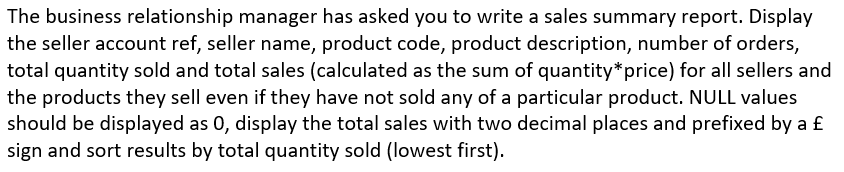 The business relationship manager has asked you to write a sales summary report. Display
the seller account ref, seller name, product code, product description, number of orders,
total quantity sold and total sales (calculated as the sum of quantity*price) for all sellers and
the products they sell even if they have not sold any of a particular product. NULL values
should be displayed as 0, display the total sales with two decimal places and prefixed by a £
sign and sort results by total quantity sold (lowest first).